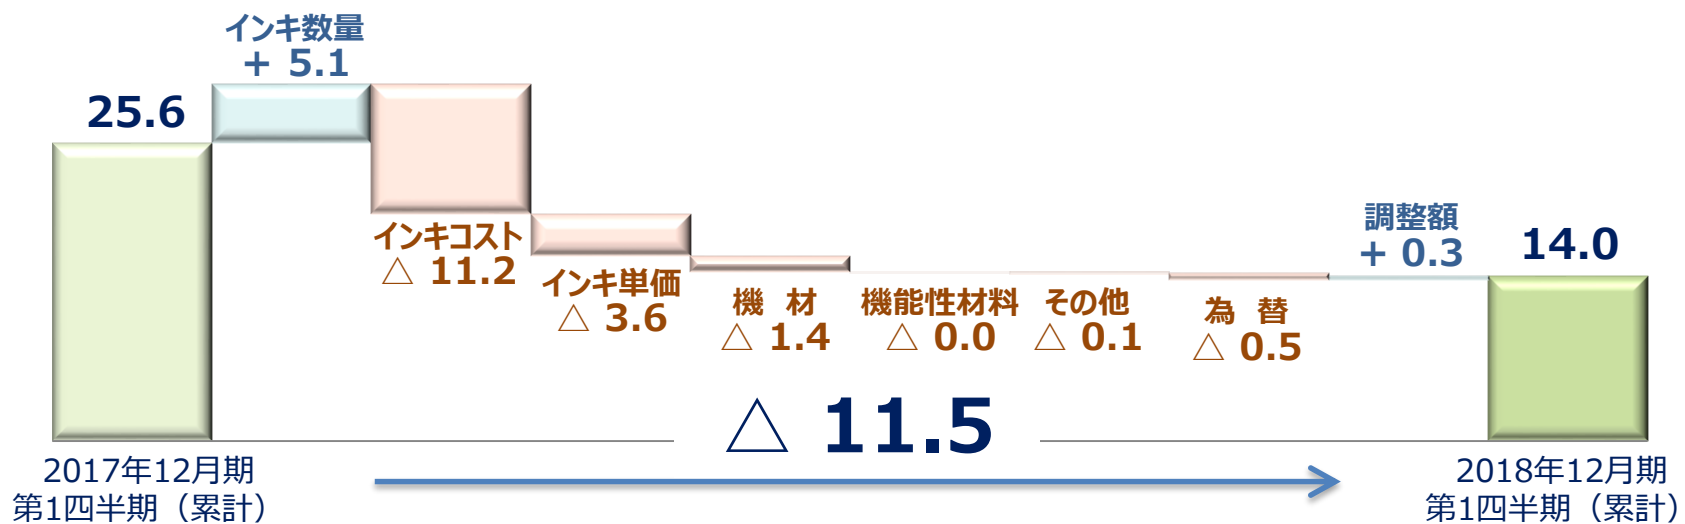 25.6
インキ数量
+ 5.1
インキコスト
△ 11.2
インキ単価
△ 3.6
機 材
△ 1.4
機能性材料
△ 0.0
その他
△ 0.1
為 替
△ 0.5
調整額
+ 0.3
14.0
△ 11.5
2017年12月期
第1四半期（累計）
2018年12月期
第1四半期（累計）